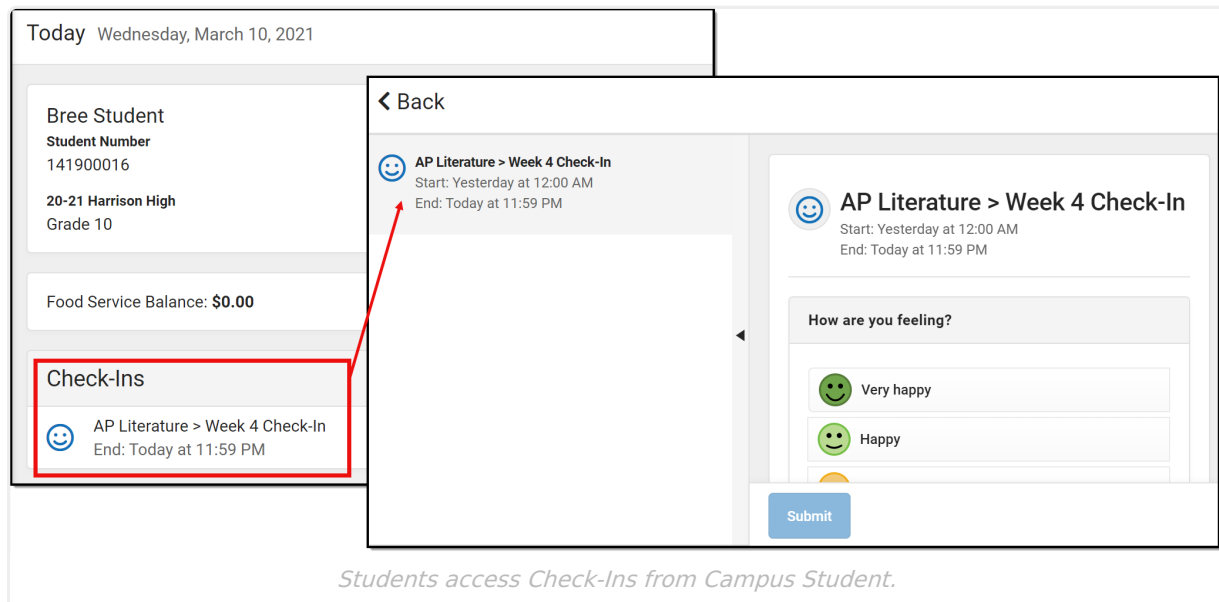 Today Wednesday, March 10, 2021
Bree Student
Student Number
141900016
20-21 Harrison High
Grade 10
Food Service Balance: $0.00
Check-Ins
AP Literature > Week 4 Check-In
End: Today at 11:59 PM
Back
AP Literature > Week 4 Check-In
Start: Yesterday at 12:00 AM
End: Today at 11:59 PM
AP Literature > Week 4 Check-In
Start: Yesterday at 12:00 AM
End: Today at 11:59 PM
How are you feeling?
Very happy
Happy
Submit
Students access Check-Ins from Campus Student.